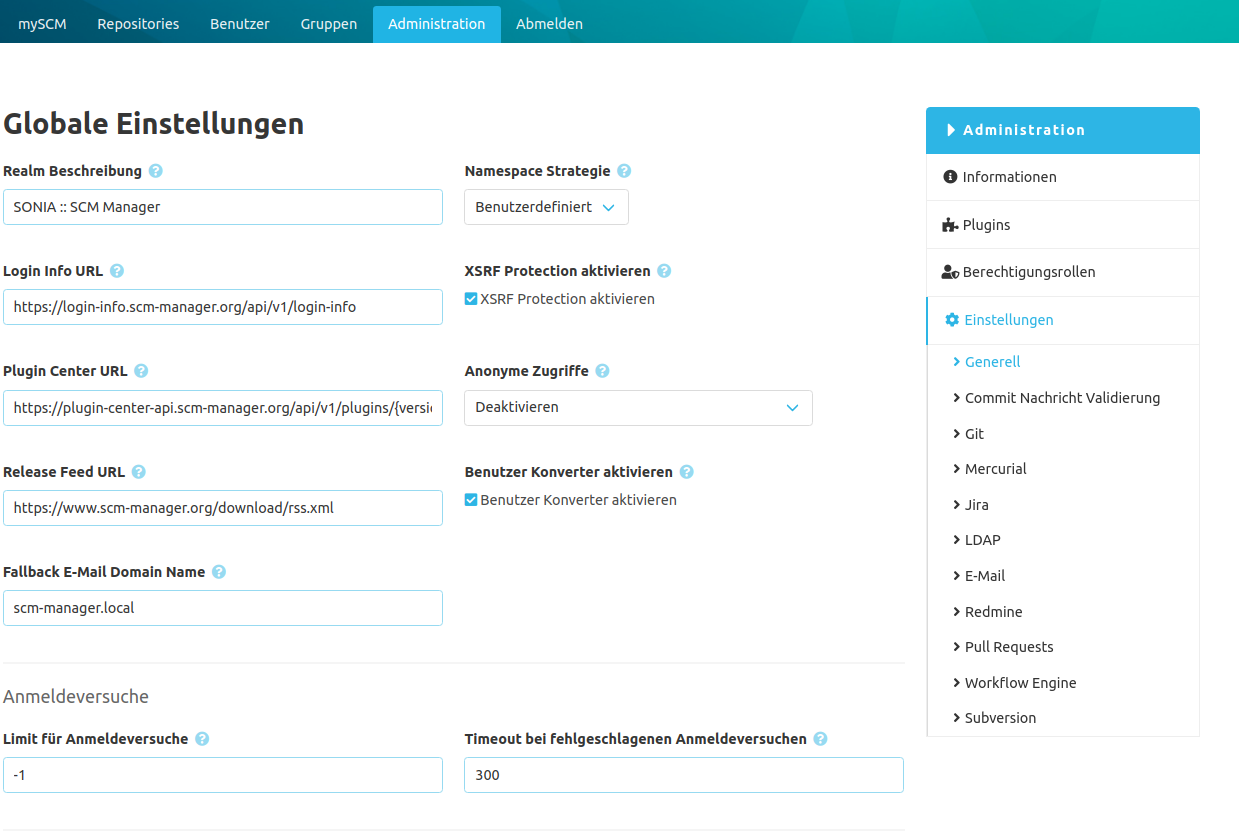 mySCM Repositories Benutzer Gruppen Administration Abmelden
Globale Einstellungen
Realm Beschreibung ?
SONIA :: SCM Manager
Namespace Strategie ?
Benutzerdefiniert
Login Info URL ?
https://login-info.scm-manager.org/api/v1/login-info
XSRF Protection aktivieren ?
XSRF Protection aktivieren
Plugin Center URL ?
https://plugin-center-api.scm-manager.org/api/v1/plugins/{versi
Anonyme Zugriffe ?
Deaktivieren
Release Feed URL ?
https://www.scm-manager.org/download/rss.xml
Benutzer Konverter aktivieren ?
Benutzer Konverter aktivieren
Fallback E-Mail Domain Name ?
scm-manager.local
Anmeldeversuche
Limit für Anmeldeversuche ?
-1
Timeout bei fehlgeschlagenen Anmeldeversuchen ?
300
Administration
Informationen
Plugins
Berechtigungsrollen
Einstellungen
Generell
Commit Nachricht Validierung
Git
Mercurial
Jira
LDAP
E-Mail
Redmine
Pull Requests
Workflow Engine
Subversion